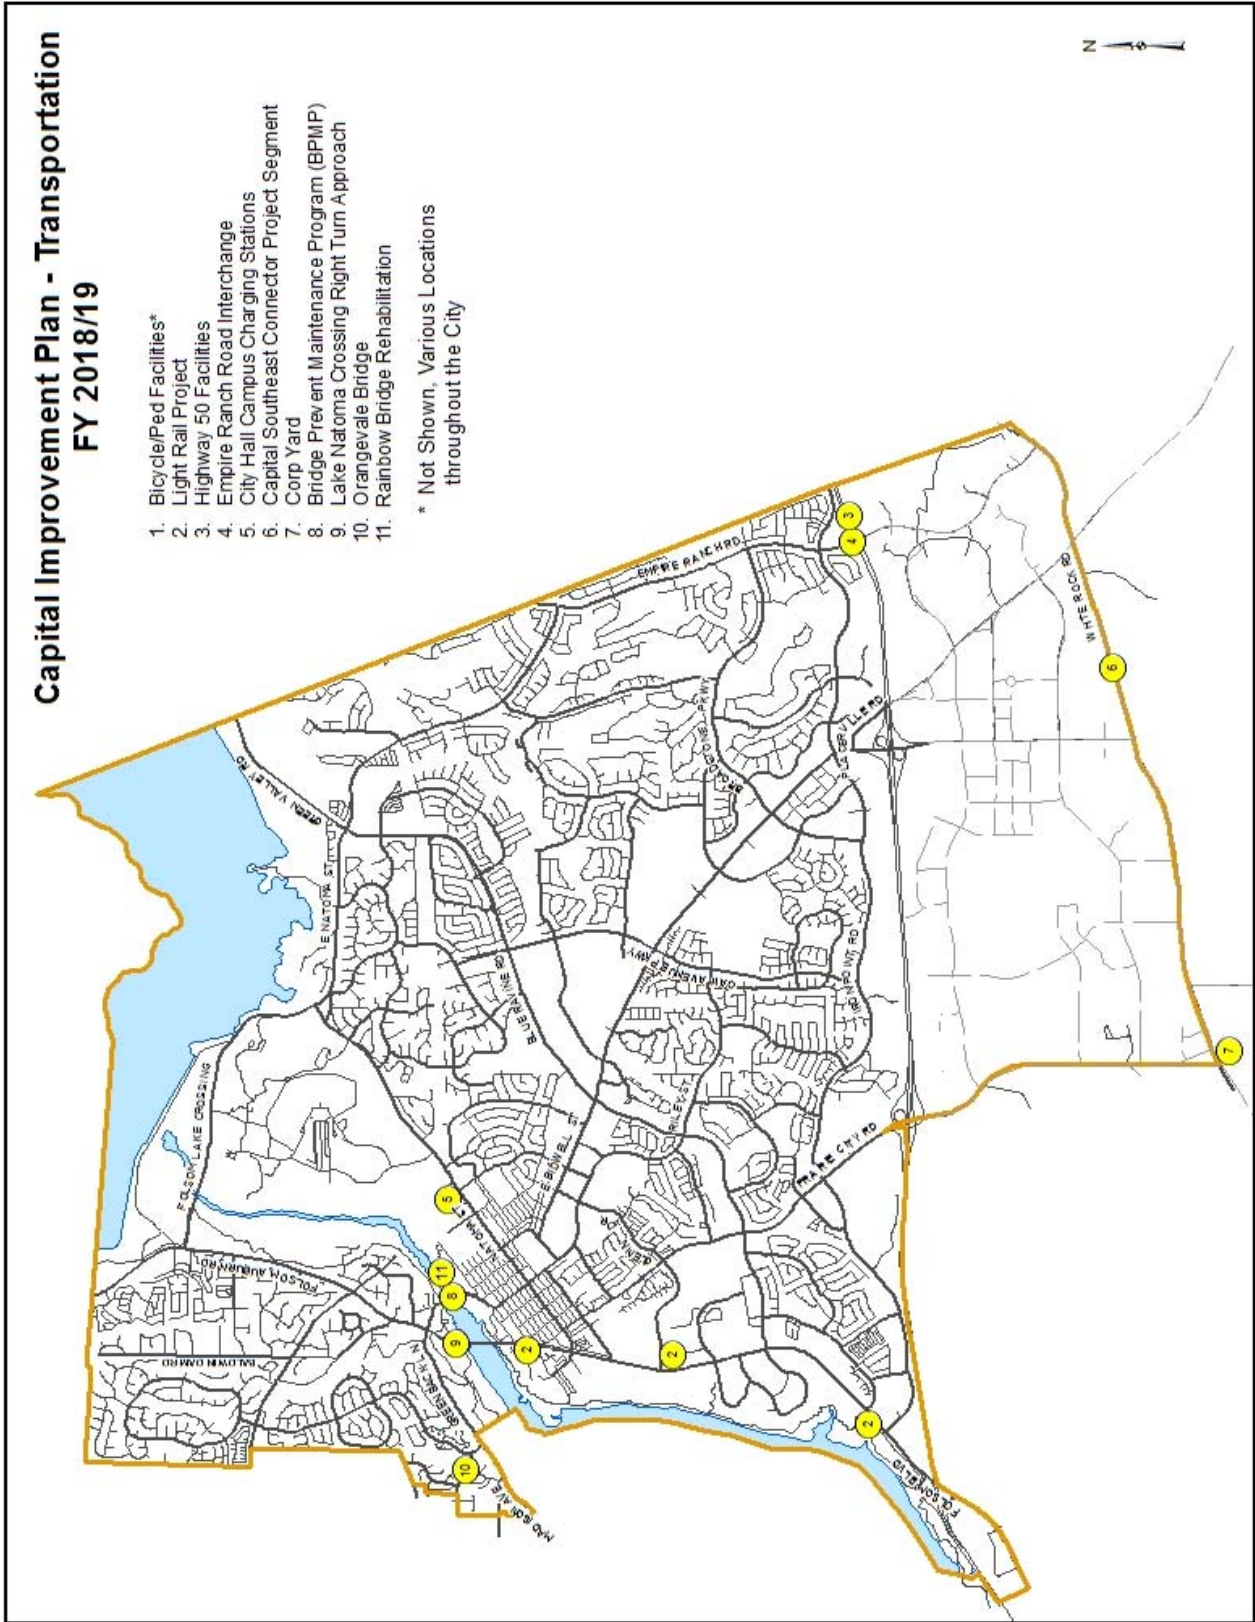 Capital Improvement Plan - Transportation
FY 2018/19
1. Bicycle/Ped Facilities*
2. Light Rail Project
3. Highway 50 Facilities
4. Empire Ranch Road Interchange
5. City Hall Campus Charging Stations
6. Capital Southeast Connector Project Segment
7. Corp Yard
8. Bridge Prevent Maintenance Program (BPMP)
9. Lake Natoma Crossing Right Turn Approach
10. Orangevale Bridge
11. Rainbow Bridge Rehabilitation
* Not Shown, Various Locations
throughout the City
N
GREEN VALLEY RD
E NATOMA ST
FOLSOM LAKE CROSSING
EMPIRE RANCH RD
FOLSOM AUBURN RD
BALDWIN DAM RD
GREENBACK LN
MADISON AVE
NATOMA ST
E BIDWELL ST
BLUE RAVINE RD
OAK AVENUE PKWY
BROADSTONE PKWY
RILEY ST
GLENN DR
IRON POINT RD
PLACERVILLE RD
PRAIRIE CITY RD
WHITE ROCK RD
FOLSOM BLVD
10
9
8
11
5
2
2
2
3
4
6
7